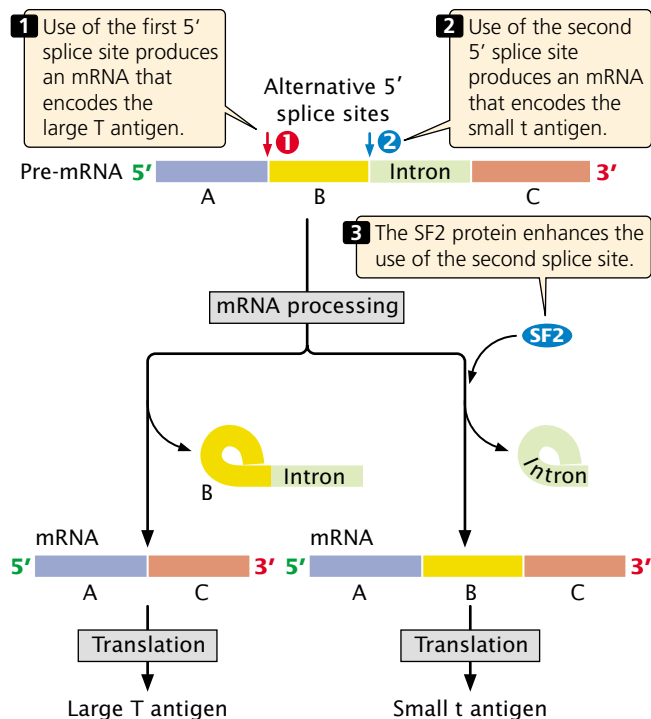 1 Use of the first 5′
splice site produces
an mRNA that
encodes the
large T antigen.
2 Use of the second
5′ splice site
produces an mRNA
that encodes the
small t antigen.
Alternative 5′
splice sites
1 2
Pre-mRNA 5′ Intron 3′
A B C
3 The SF2 protein enhances the
use of the second splice site.
mRNA processing
SF2
B Intron
Intron
mRNA
5′ 3′
A C
mRNA
5′ 3′
A B C
Translation
Translation
Large T antigen
Small t antigen